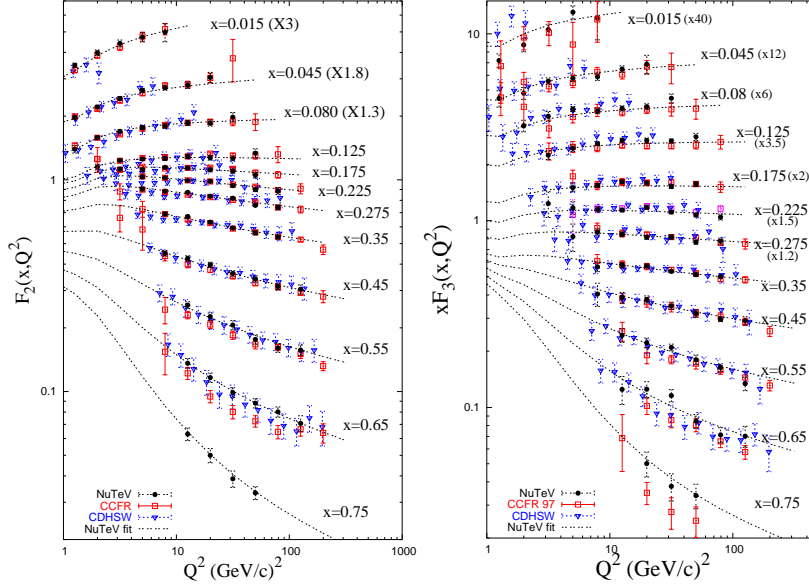 x=0.015 (X3)
x=0.045 (X1.8)
x=0.080 (X1.3)
x=0.125
x=0.175
x=0.225
x=0.275
x=0.35
x=0.45
x=0.55
x=0.65
x=0.75
1
0.1
F2(x,Q²)
NuTeV
CCFR
CDHSW
NuTeV fit
1
10
100
1000
Q² (GeV/c)²
x=0.015 (x40)
x=0.045 (x12)
x=0.08 (x6)
x=0.125
(x3.5)
x=0.175 (x2)
x=0.225
(x1.5)
x=0.275
(x1.2)
x=0.35
x=0.45
x=0.55
x=0.65
x=0.75
10
1
0.1
xF3(x,Q²)
NuTeV
CCFR 97
CDHSW
NuTeV fit
1
10
100
Q² (GeV/c)²